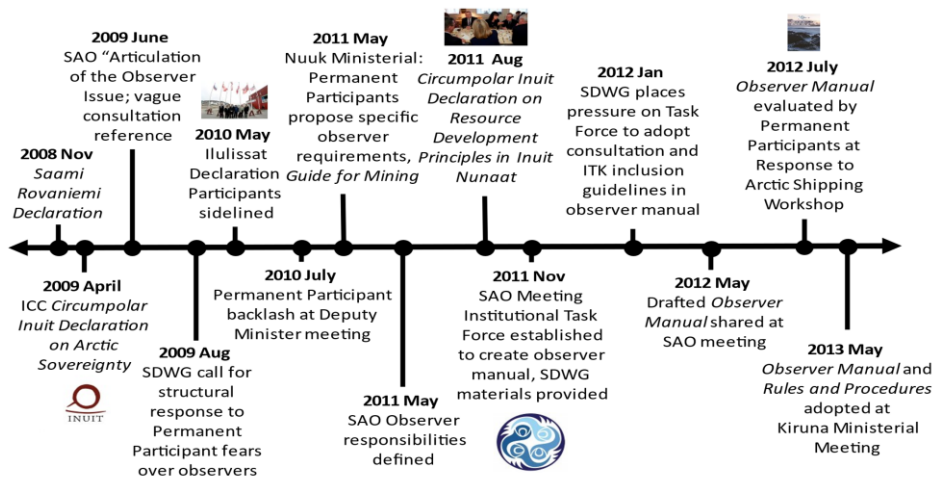 2008 Nov
Saami
Rovaniemi
Declaration
2009 April
ICC Circumpolar
Inuit Declaration
on Arctic
Sovereignty
INUIT
2009 June
SAO “Articulation
of the Observer
Issue; vague
consultation
reference
2009 Aug
SDWG call for
structural
response to
Permanent
Participant fears
over observers
2010 May
Ilulissat
Declaration
Participants
sidelined
2010 July
Permanent Participant
backlash at Deputy
Minister meeting
2011 May
Nuuk Ministerial:
Permanent
Participants
propose specific
observer
requirements,
Guide for Mining
2011 May
SAO Observer
responsibilities
defined
2011 Aug
Circumpolar Inuit
Declaration on
Resource
Development
Principles in Inuit
Nunaat
2011 Nov
SAO Meeting
Institutional Task
Force established
to create observer
manual, SDWG
materials provided
2012 Jan
SDWG places
pressure on Task
Force to adopt
consultation and
ITK inclusion
guidelines in
observer manual
2012 May
Drafted Observer
Manual shared at
SAO meeting
2012 July
Observer Manual
evaluated by
Permanent
Participants at
Response to
Arctic Shipping
Workshop
2013 May
Observer Manual and
Rules and Procedures
adopted at
Kiruna Ministerial
Meeting